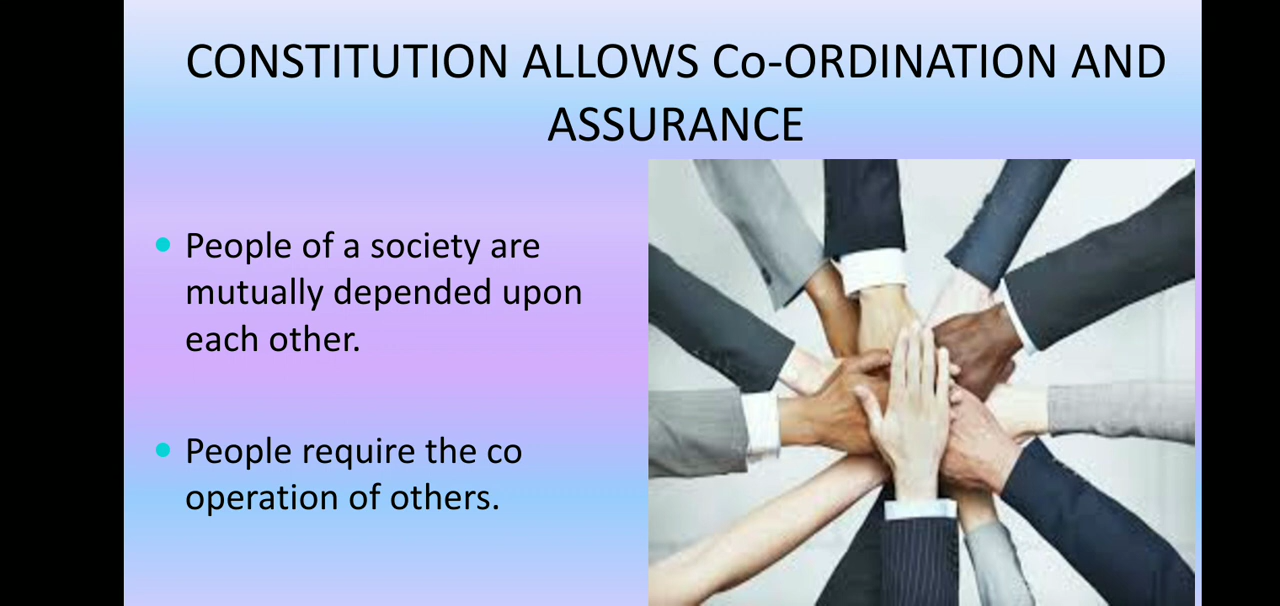 CONSTITUTION ALLOWS Co-ORDINATION AND
ASSURANCE
People of a society are
mutually depended upon
each other.
People require the co
operation of others.